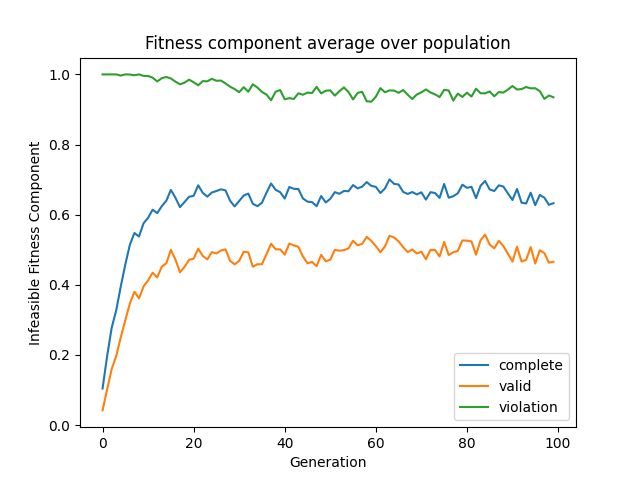 Fitness component average over population
Infeasible Fitness Component
1.0
0.8
0.6
0.4
0.2
0.0
0
20
40
60
80
100
Generation
complete
valid
violation